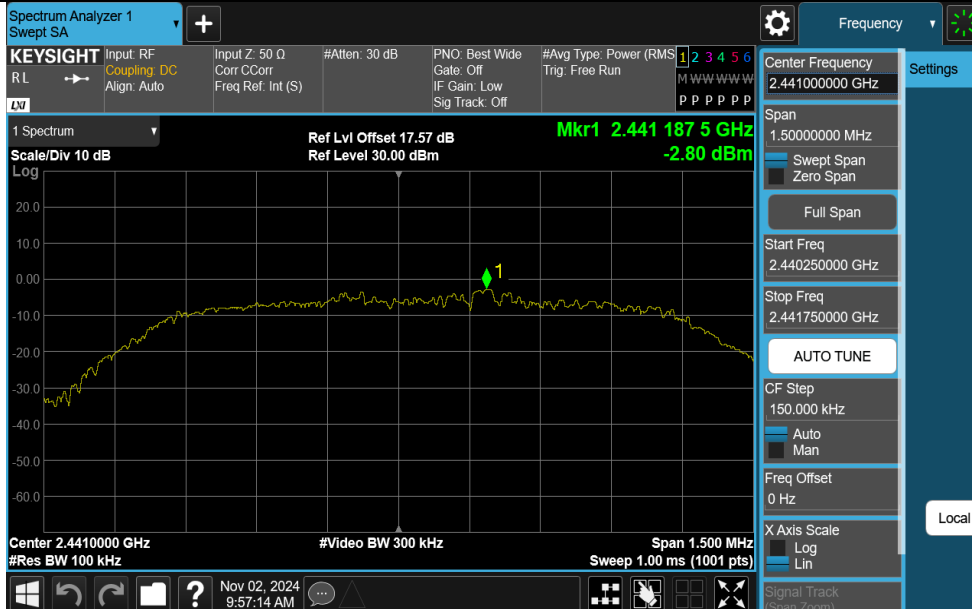 Spectrum Analyzer 1
Swept SA
+
Frequency
KEYSIGHT
R L
LXI
Input: RF
Coupling: DC
Align: Auto
Input Z: 50 Ω
Corr CCorr
Freq Ref: Int (S)
#Atten: 30 dB
PNO: Best Wide
Gate: Off
IF Gain: Low
Sig Track: Off
#Avg Type: Power (RMS
Trig: Free Run
1 2 3 4 5 6
M W W W W W
P P P P P P
1 Spectrum
Scale/Div 10 dB
Log
Ref Lvl Offset 17.57 dB
Ref Level 30.00 dBm
Mkr1 2.441 187 5 GHz
-2.80 dBm
20.0
10.0
0.00
-10.0
-20.0
-30.0
-40.0
-50.0
-60.0
1
Center 2.4410000 GHz
#Res BW 100 kHz
#Video BW 300 kHz
Span 1.500 MHz
Sweep 1.00 ms (1001 pts)
Center Frequency
2.441000000 GHz
Span
1.50000000 MHz
Swept Span
Zero Span
Full Span
Start Freq
2.440250000 GHz
Stop Freq
2.441750000 GHz
AUTO TUNE
CF Step
150.000 kHz
Auto
Man
Freq Offset
0 Hz
X Axis Scale
Log
Lin
Signal Track
(Span Zoom)
Settings
Local
?
Nov 02, 2024
9:57:14 AM